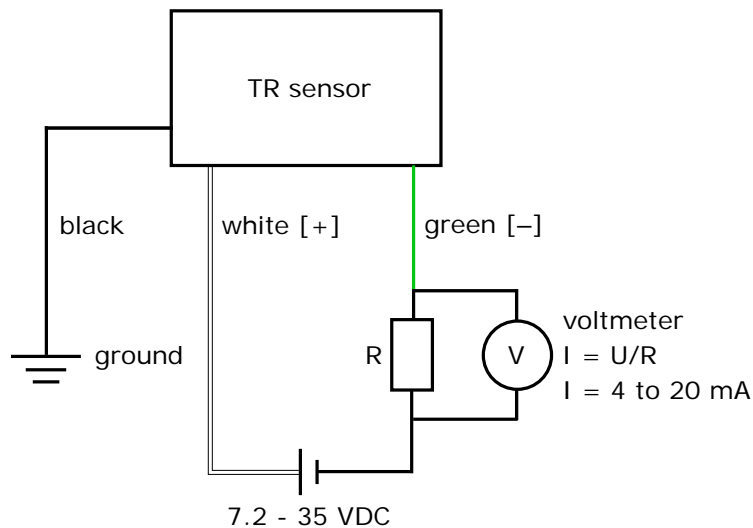 TR sensor
black
white [+]
green [–]
ground
R
V
voltmeter
I = U/R
I = 4 to 20 mA
7.2 - 35 VDC